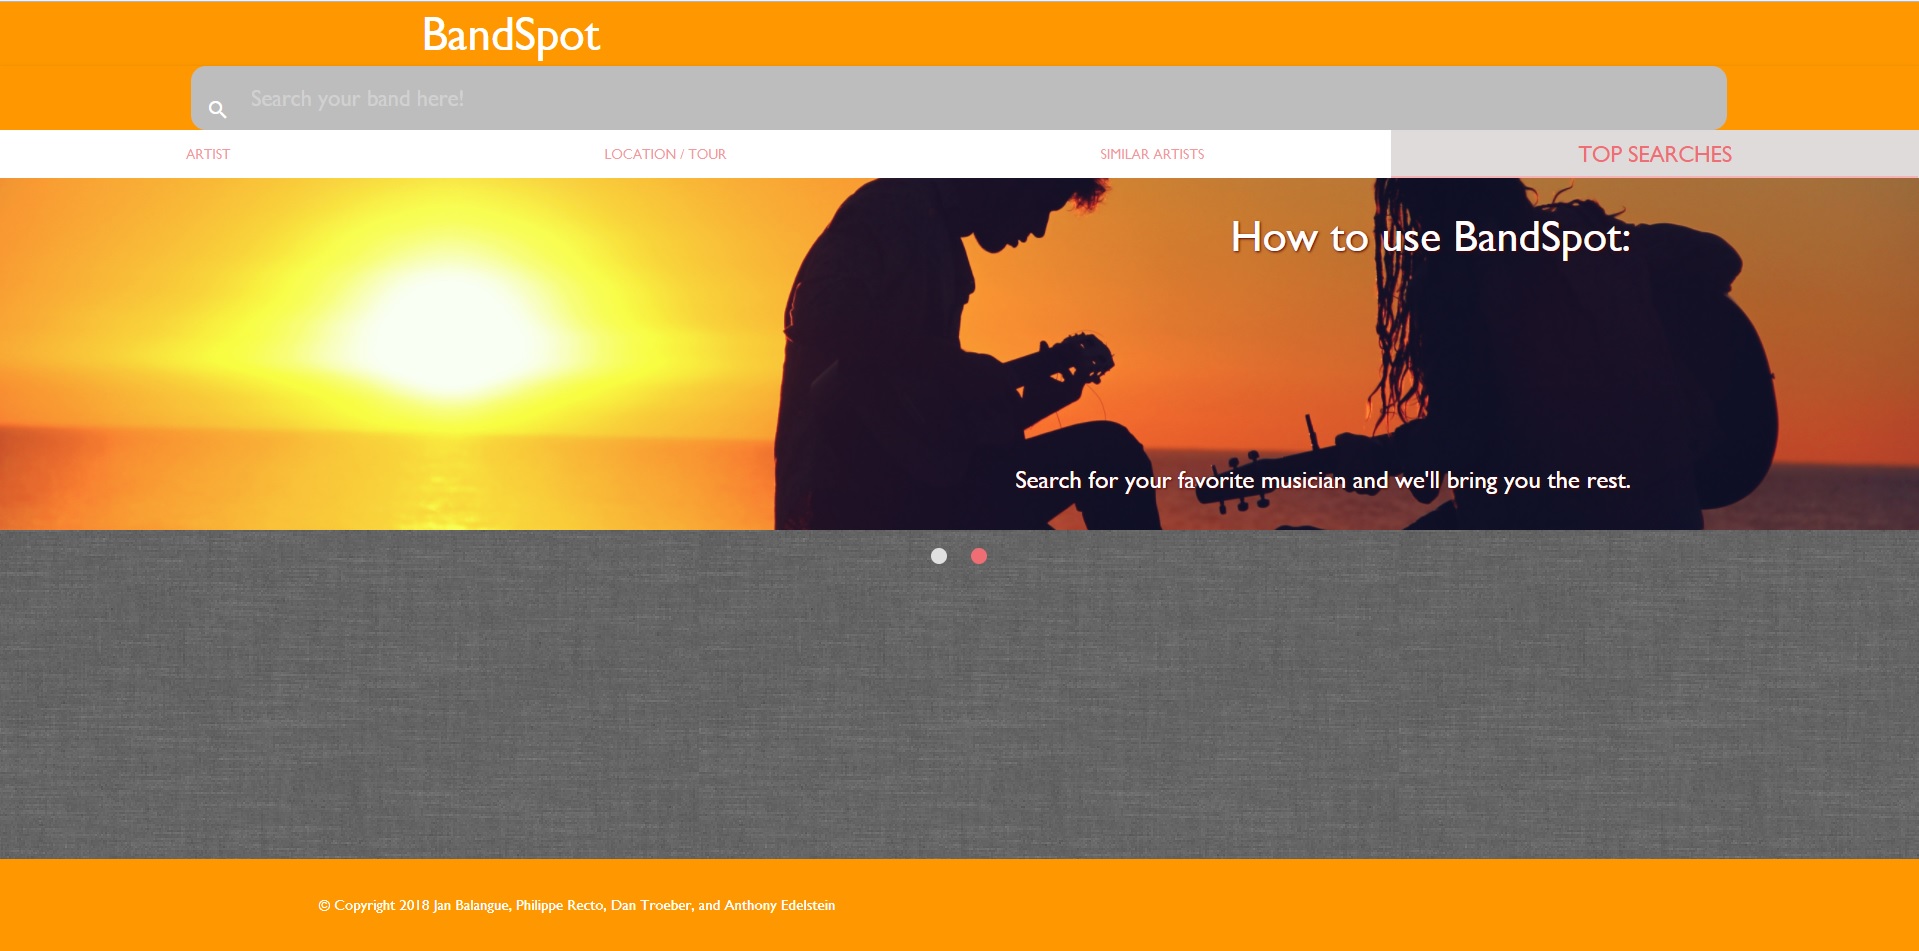 BandSpot
Search your band here!
ARTIST
LOCATION / TOUR
SIMILAR ARTISTS
TOP SEARCHES
How to use BandSpot:
Search for your favorite musician and we'll bring you the rest.
© Copyright 2018 Jan Balangue, Philippe Recto, Dan Troeber, and Anthony Edelstein